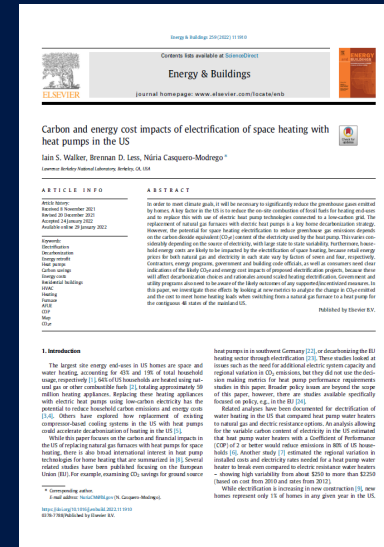 Energy & Buildings 259 (2022) 111910
Contents lists available at ScienceDirect
Energy & Buildings
journal homepage: www.elsevier.com/locate/enb
ELSEVIER
Carbon and energy cost impacts of electrification of space heating with
heat pumps in the US
Iain S. Walker, Brennan D. Less, Núria Casquero-Modrego *
Lawrence Berkeley National Laboratory, Berkeley, CA, USA
ARTICLE INFO
Article history:
Received 8 November 2021
Revised 20 December 2021
Accepted 24 January 2022
Available online 29 January 2022
Keywords:
Electrification
Decarbonization
Energy retrofit
Heat pumps
Carbon savings
Energy costs
Residential buildings
HVAC
Heating
Furnace
AFUE
COP
May
CO2e
ABSTRACT
In order to meet climate goals, it will be necessary to significantly reduce the greenhouse gases emitted
by homes. A key factor in the US is to reduce the on-site combustion of fossil fuels for heating end-uses
and to replace this with use of electric heat pump technologies connected to a low-carbon grid. The
replacement of natural gas furnaces with electric heat pumps is a key home decarbonization strategy.
However, the potential for space heating electrification to reduce greenhouse gas emissions depends
on the carbon dioxide equivalent (CO2e) content of the electricity used by the heat pump. This varies con-
siderably depending on the source of electricity, with large state to state variability. Furthermore, house-
hold energy costs are likely to be impacted by the electrification of space heating, because retail energy
prices for both natural gas and electricity in each state vary by factors of seven and four, respectively.
Contractors, energy programs, government and building code officials, as well as consumers need clear
indications of the likely CO2e and energy cost impacts of proposed electrification projects, because these
will affect decarbonization choices and rationales around scaled heating electrification. Government and
utility programs also need to be aware of the likely outcomes of any supports/discentivized measures. In
this paper, we investigate these efforts by looking at new metrics to analyze the change in CO2e emitted
and the cost to meet home heating loads when switching from a natural gas furnace to a heat pump for
the contiguous 48 states of the mainland US.
Published by Elsevier B.V.
1. Introduction
The largest site energy end-uses in US homes are space and
water heating, accounting for 43% and 19% of total household
usage, respectively [1]. 64% of US households are heated using nat-
ural gas or other combustible fuels [2], totaling approximately 50
million heating appliances. Replacing these heating appliances
with electric heat pumps using low-carbon electricity has the
potential to reduce household carbon emissions and energy costs
[3,4]. Others have explored how replacement of existing
compressor-based cooling systems in the US with heat pumps
could accelerate decarbonization of heating in the US [5].
While this paper focuses on the carbon and financial impacts in
the US of replacing natural gas furnaces with heat pumps for space
heating, there is also broad international interest in heat pump
technologies for home heating that are summarized in [8]. Several
related studies have been published focusing on the European
Union (EU). For example, examining CO2 savings for ground source
heat pumps in southwest Germany [22], or decarbonizing the EU
heating sector through electrification [23]. These studies looked at
issues such as the need for additional electric system capacity and
regional variation in CO2 emissions, but they did not use the deci-
sion making metrics for heat pump performance requirements
studies in this paper. Broader policy issues are beyond the scope
of this paper, however, there are studies available specifically
focused on policy, e.g., in the EU [24].
Related analyses have been documented for electrification of
water heating in the US that compared heat pump water heaters
to natural gas and electric resistance options. An analysis allowing
for the variable carbon content of electricity in the US estimated
that heat pump water heaters with a Coefficient of Performance
(COP) of 2 or better would reduce emissions in 80% of US house-
holds [6]. Another study [7] estimated the regional variation in
installed costs and electricity rates needed for a heat pump water
heater to break even compared to electric resistance water heaters
– showing high variability from about $250 to more than $2250
(based on cost from 2010 and rates from 2012).
While electrification is increasing in new construction [9], new
homes represent only 1% of homes in any given year in the US.
* Corresponding author.
(N. Casquero-Modrego).
https://doi.org/10.1016/j.enbuild.2022.111910
0378-7788/Published by Elsevier B.V.